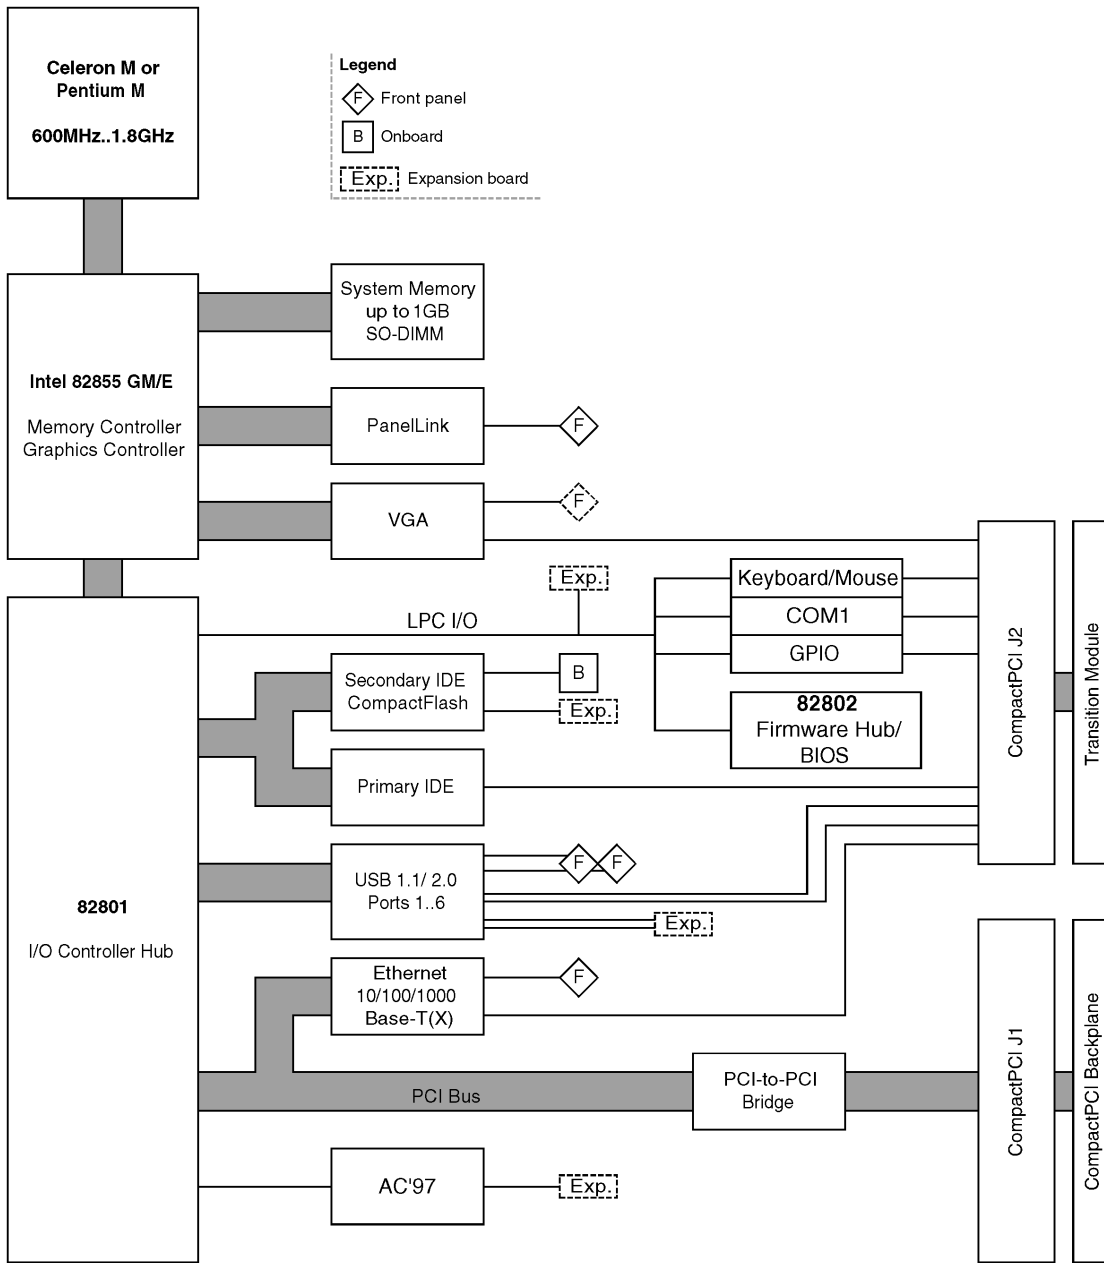 Celeron M or
Pentium M
600MHz..1.8GHz
Legend
F Front panel
B Onboard
Exp. Expansion board
System Memory
up to 1GB
SO-DIMM
Intel 82855 GM/E
Memory Controller
Graphics Controller
PanelLink
F
VGA
F
Exp.
LPC I/O
Keyboard/Mouse
COM1
GPIO
82802
Firmware Hub/
BIOS
CompactPCI J2
Transition Module
Secondary IDE
CompactFlash
B
Exp.
Primary IDE
82801
I/O Controller Hub
USB 1.1/ 2.0
Ports 1..6
F
F
Exp.
Ethernet
10/100/1000
Base-T(X)
F
PCI Bus
PCI-to-PCI
Bridge
CompactPCI J1
CompactPCI Backplane
AC'97
Exp.